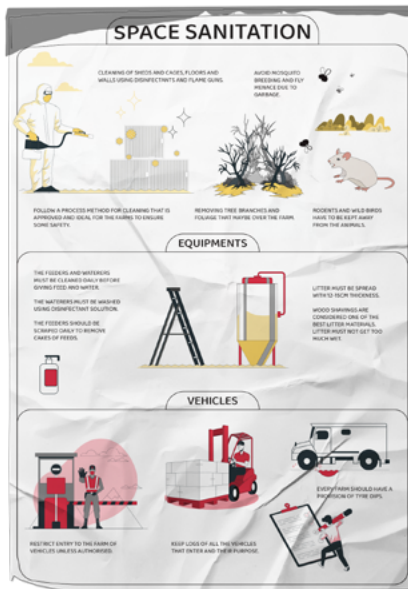 SPACE SANITATION
CLEANING OF SHEDS AND CAGES, FLOORS AND
WALLS USING DISINFECTANTS AND FLAME GUNS.
AVOID MOSQUITO
BREEDING AND FLY
MENACE DUE TO
GARBAGE.
FOLLOW A PROCESS METHOD FOR CLEANING THAT IS
APPROVED AND IDEAL FOR THE FARMS TO ENSURE
SOME SAFETY.
REMOVING TREE BRANCHES AND
FOLIAGE THAT MAYBE OVER THE FARM.
RODENTS AND WILD BIRDS
HAVE TO BE KEPT AWAY
FROM THE ANIMALS.
EQUIPMENTS
THE FEEDERS AND WATERERS
MUST BE CLEANED DAILY BEFORE
GIVING FEED AND WATER.
THE WATERERS MUST BE WASHED
USING DISINFECTANT SOLUTION.
THE FEEDERS SHOULD BE
SCRAPED DAILY TO REMOVE
CAKES OF FEEDS.
LITTER MUST BE SPREAD
WITH 12-15CM THICKNESS.
WOOD SHAVINGS ARE
CONSIDERED ONE OF THE
BEST LITTER MATERIALS.
LITTER MUST NOT GET TOO
MUCH WET.
VEHICLES
EVERY FARM SHOULD HAVE A
PROVISION OF TYRE DIPS.
RESTRICT ENTRY TO THE FARM OF
VEHICLES UNLESS AUTHORISED.
KEEP LOGS OF ALL THE VEHICLES
THAT ENTER AND THEIR PURPOSE.